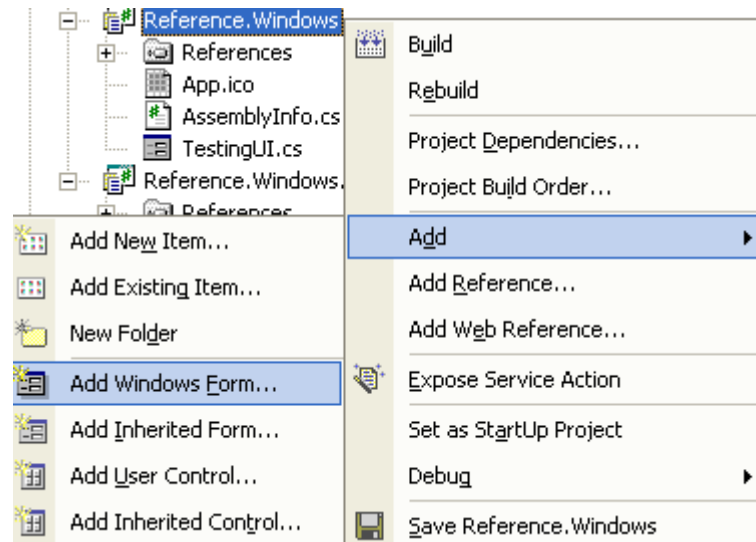 Reference.Windows
References
App.ico
AssemblyInfo.cs
TestingUI.cs
Reference.Windows.
References
Add New Item...
Add Existing Item...
New Folder
Add Windows Form...
Add Inherited Form...
Add User Control...
Add Inherited Control...
Build
Rebuild
Project Dependencies...
Project Build Order...
Add
Add Reference...
Add Web Reference...
Expose Service Action
Set as StartUp Project
Debug
Save Reference.Windows